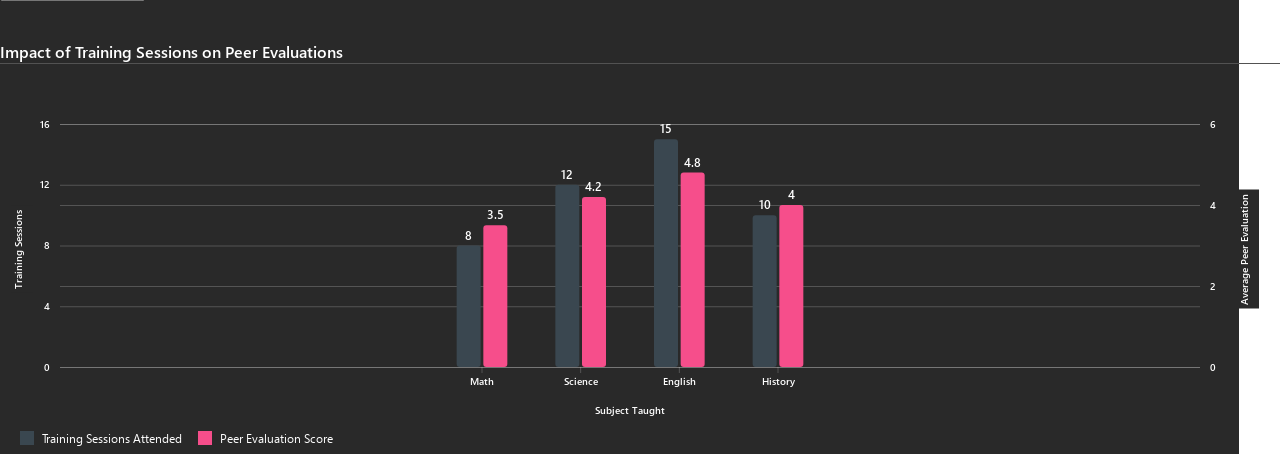 Impact of Training Sessions on Peer Evaluations
Training Sessions
16
12
8
4
0
8
3.5
12
4.2
15
4.8
10
4
6
4
2
0
Average Peer Evaluation
Math
Science
English
History
Subject Taught
Training Sessions Attended
Peer Evaluation Score